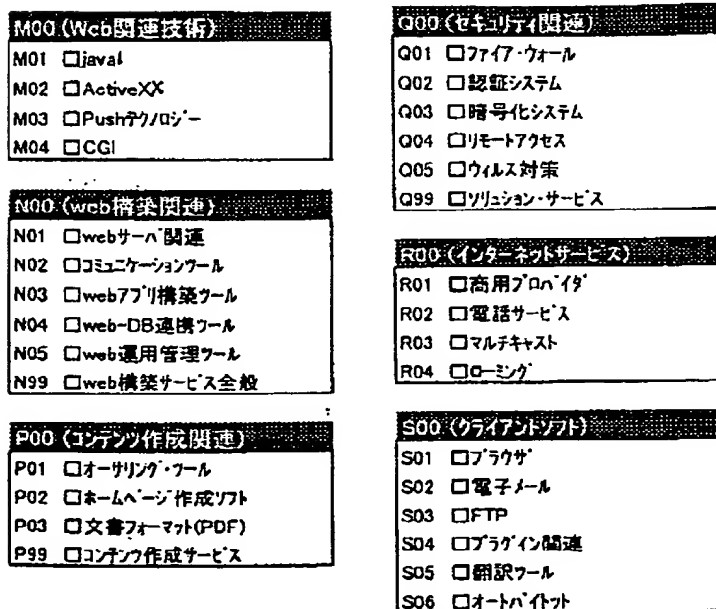 M00(Web関連技術)
M01 □java1
M02 □ActiveXX
M03 □Pushテクノロジー
M04 □CGI
N00(web構築関連)
N01 □webサーバ関連
N02 □コミュニケーションツール
N03 □webアプリ構築ツール
N04 □web-DB連携ツール
N05 □web運用管理ツール
N99 □web構築サービス全般
P00(コンテンツ作成関連)
P01 □オーサリング・ツール
P02 □ホームページ作成ソフト
P03 □文書フォーマット(PDF)
P99 □コンテンツ作成サービス
Q00(セキュリティ関連)
Q01 □ファイア・ウォール
Q02 □認証システム
Q03 □暗号化システム
Q04 □リモートアクセス
Q05 □ウィルス対策
Q99 □ソリュション・サービス
R00(インターネットサービス)
R01 □商用プロバイダ
R02 □電話サービス
R03 □マルチキャスト
R04 □ローミング
S00(クライアントソフト)
S01 □ブラウザ
S02 □電子メール
S03 □FTP
S04 □プラグイン関連
S05 □翻訳ツール
S06 □オートパイトット